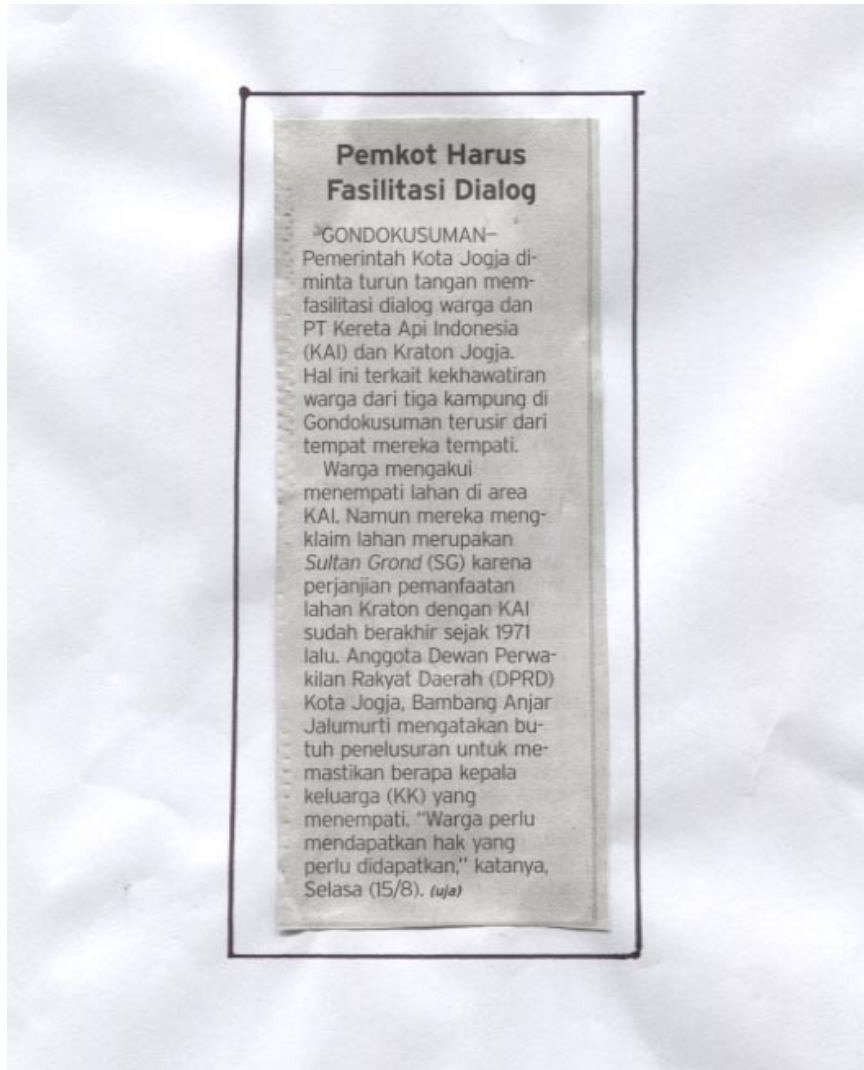 Pemkot Harus
Fasilitasi Dialog
GONDOKUSUMAN—
Pemerintah Kota Jogja di-
minta turun tangan mem-
fasilitasi dialog warga dan
PT Kereta Api Indonesia
(KAI) dan Kraton Jogja.
Hal ini terkait kekhawatiran
warga dari tiga kampung di
Gondokusuman terusir dari
tempat mereka tempati.
Warga mengakui
menempati lahan di area
KAI. Namun mereka meng-
klaim lahan merupakan
Sultan Grond (SG) karena
perjanjian pemanfaatan
lahan Kraton dengan KAI
sudah berakhir sejak 1971
lalu. Anggota Dewan Perwa-
kilan Rakyat Daerah (DPRD)
Kota Jogja, Bambang Anjar
Jalumurti mengatakan bu-
tuh penelusuran untuk me-
mastikan berapa kepala
keluarga (KK) yang
menempati. “Warga perlu
mendapatkan hak yang
perlu didapatkan,” katanya,
Selasa (15/8). (uja)